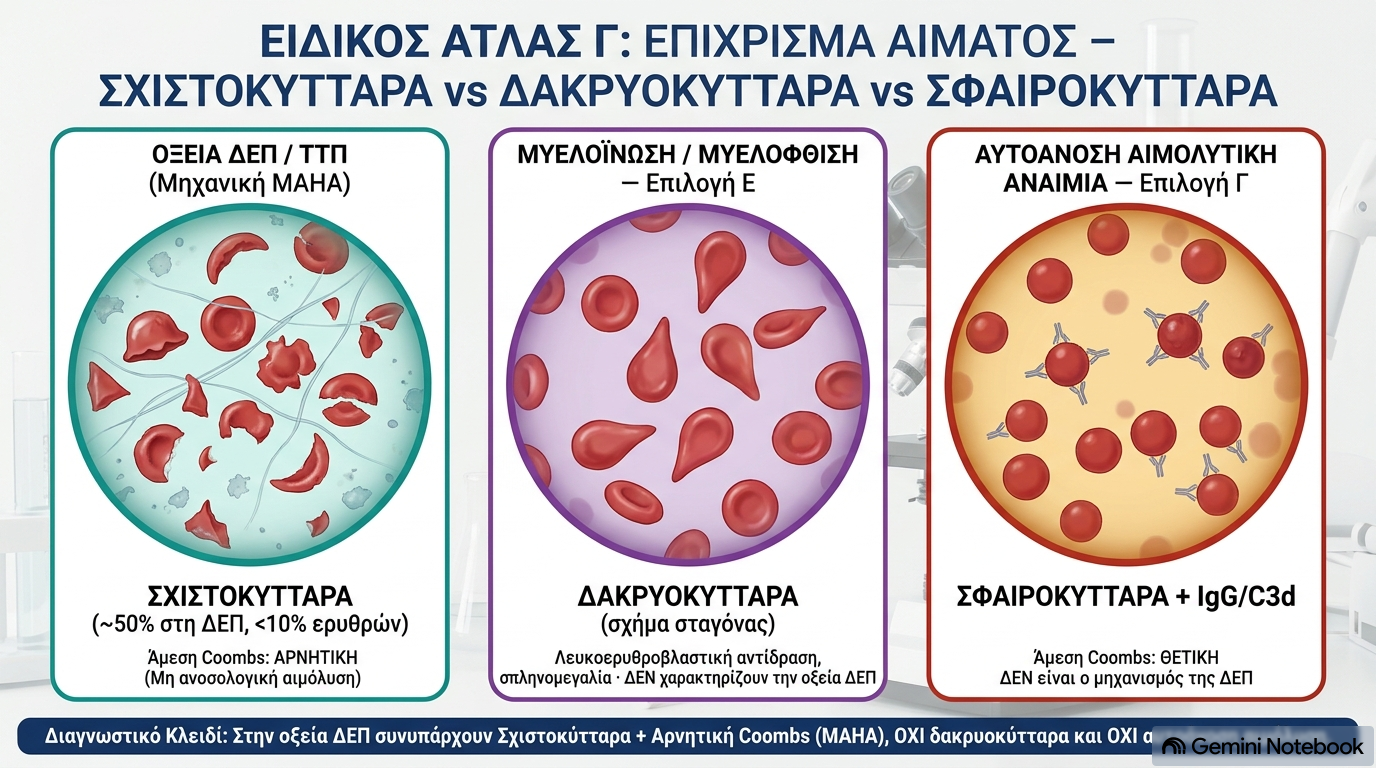 ΕΙΔΙΚΟΣ ΑΤΛΑΣ Γ: ΕΠΙΧΡΙΣΜΑ ΑΙΜΑΤΟΣ –
ΣΧΙΣΤΟΚΥΤΤΑΡΑ vs ΔΑΚΡΥΟΚΥΤΤΑΡΑ vs ΣΦΑΙΡΟΚΥΤΤΑΡΑ
ΟΞΕΙΑ ΔΕΠ / ΤΤΠ
(Μηχανική MAHA)
ΣΧΙΣΤΟΚΥΤΤΑΡΑ
(~50% στη ΔΕΠ, <10% ερυθρών)
Άμεση Coombs: ΑΡΝΗΤΙΚΗ
(Μη ανοσολογική αιμόλυση)
ΜΥΕΛΟΪΝΩΣΗ / ΜΥΕΛΟΦΘΙΣΗ
— Επιλογή Ε
ΔΑΚΡΥΟΚΥΤΤΑΡΑ
(σχήμα σταγόνας)
Λευκοερυθροβλαστική αντίδραση,
σπληνομεγαλία · ΔΕΝ χαρακτηρίζουν την οξεία ΔΕΠ
ΑΥΤΟΑΝΟΣΗ ΑΙΜΟΛΥΤΙΚΗ
ΑΝΑΙΜΙΑ — Επιλογή Γ
ΣΦΑΙΡΟΚΥΤΤΑΡΑ + IgG/C3d
Άμεση Coombs: ΘΕΤΙΚΗ
ΔΕΝ είναι ο μηχανισμός της ΔΕΠ
Διαγνωστικό Κλειδί: Στην οξεία ΔΕΠ συνυπάρχουν Σχιστοκύτταρα + Αρνητική Coombs (MAHA), ΟΧΙ δακρυοκύτταρα και ΟΧΙ
Gemini Notebook